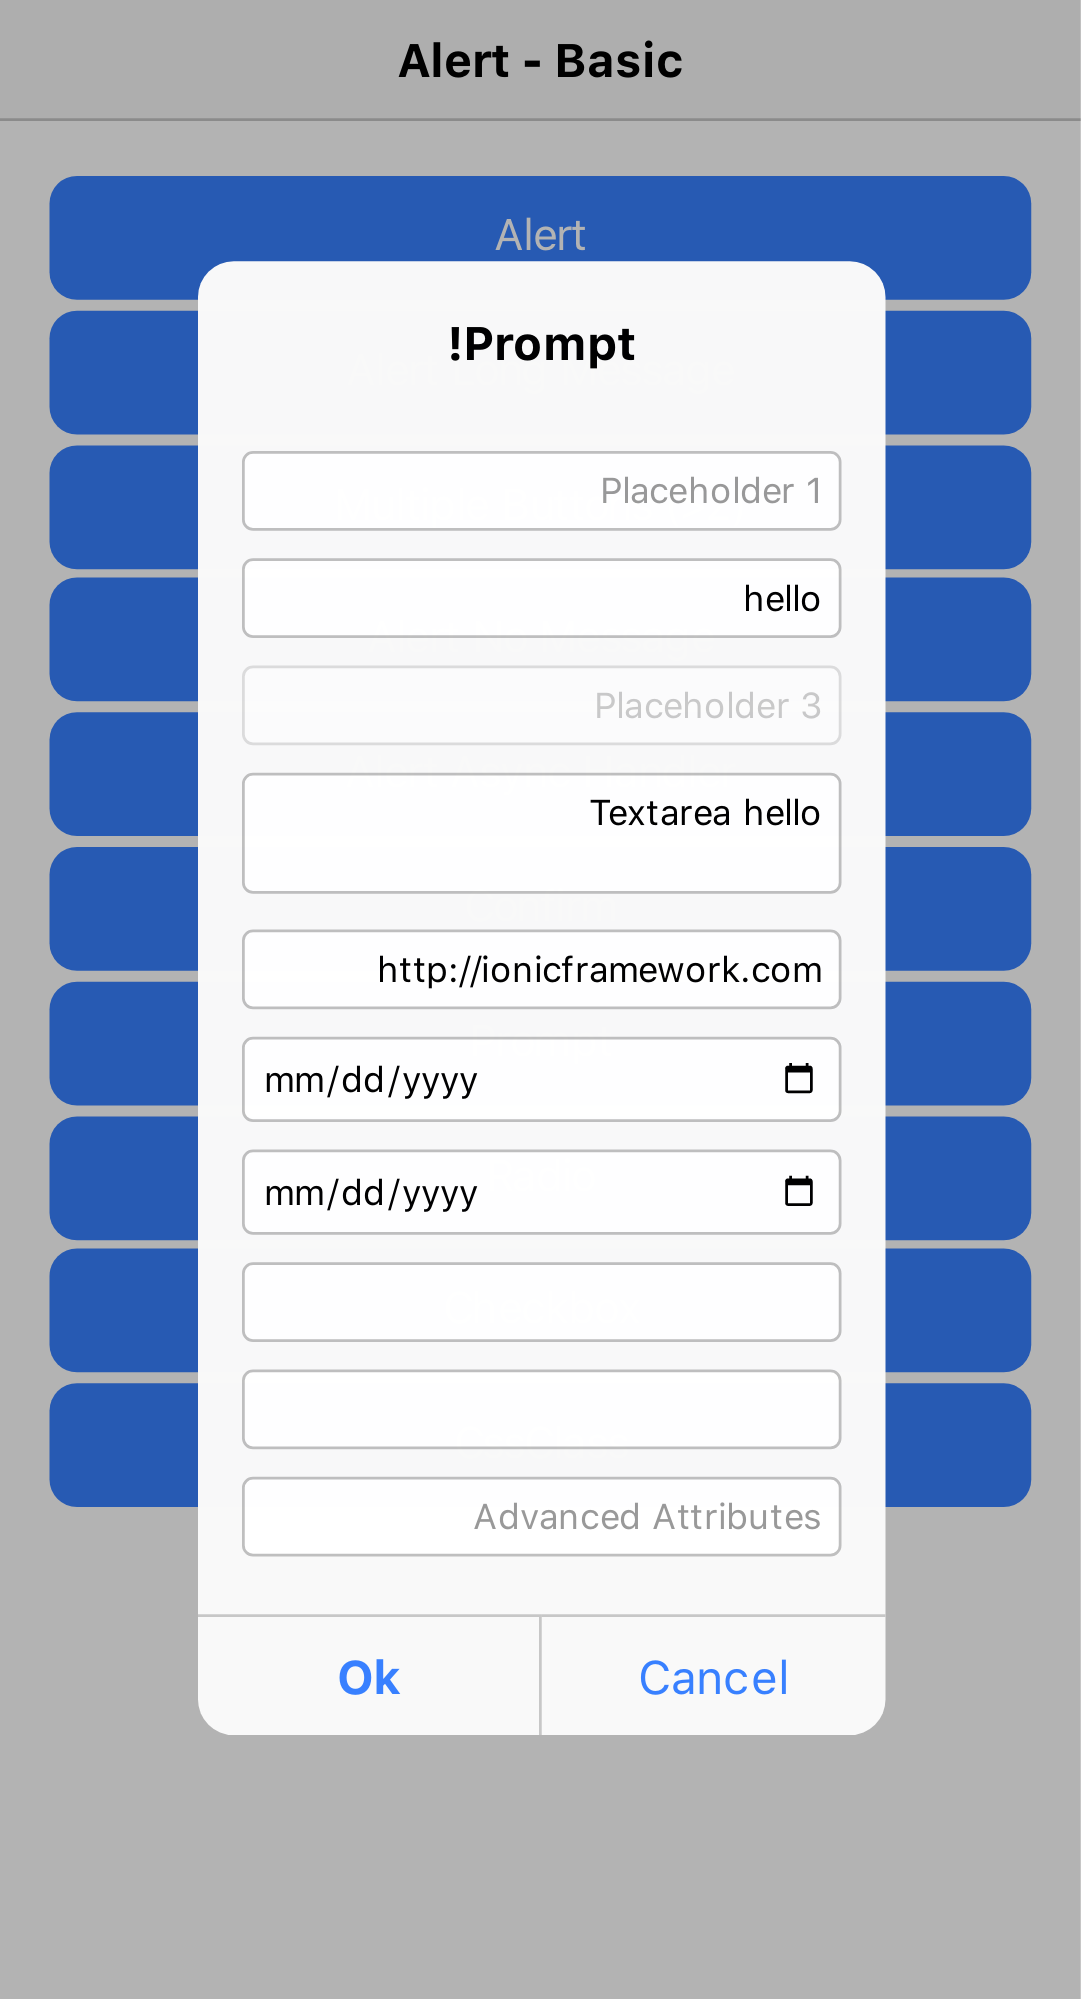 Alert - Basic
Alert
!Prompt
Placeholder 1
hello
Placeholder 3
Textarea hello
http://ionicframework.com
mm/dd/yyyy
mm/dd/yyyy
Advanced Attributes
Ok
Cancel